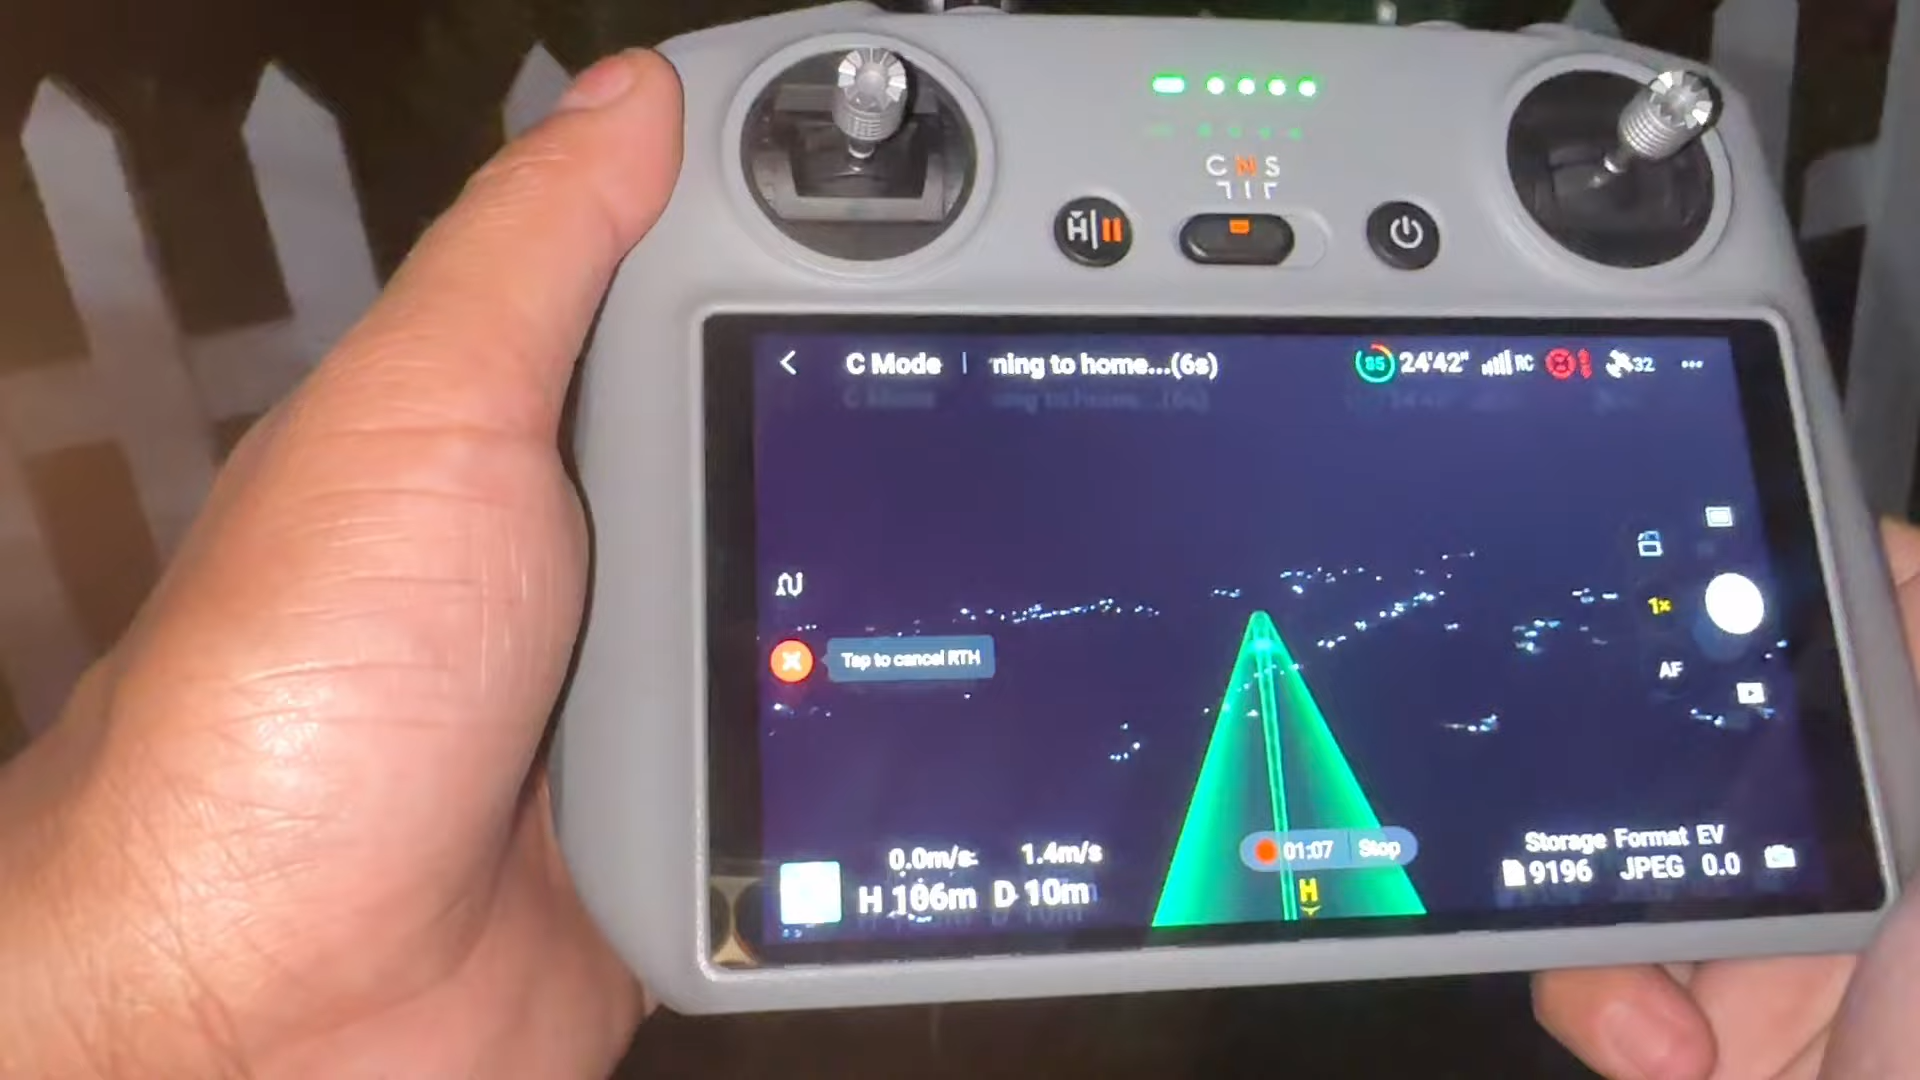 C N S
H
C Mode | ning to home...(6s) 85 24'42" RC 32
1x
Tap to cancel RTH
AF
0.0m/s 1.4m/s
H 106m D 10m
01:07 | Stop
H
Storage Format EV
9196 JPEG 0.0